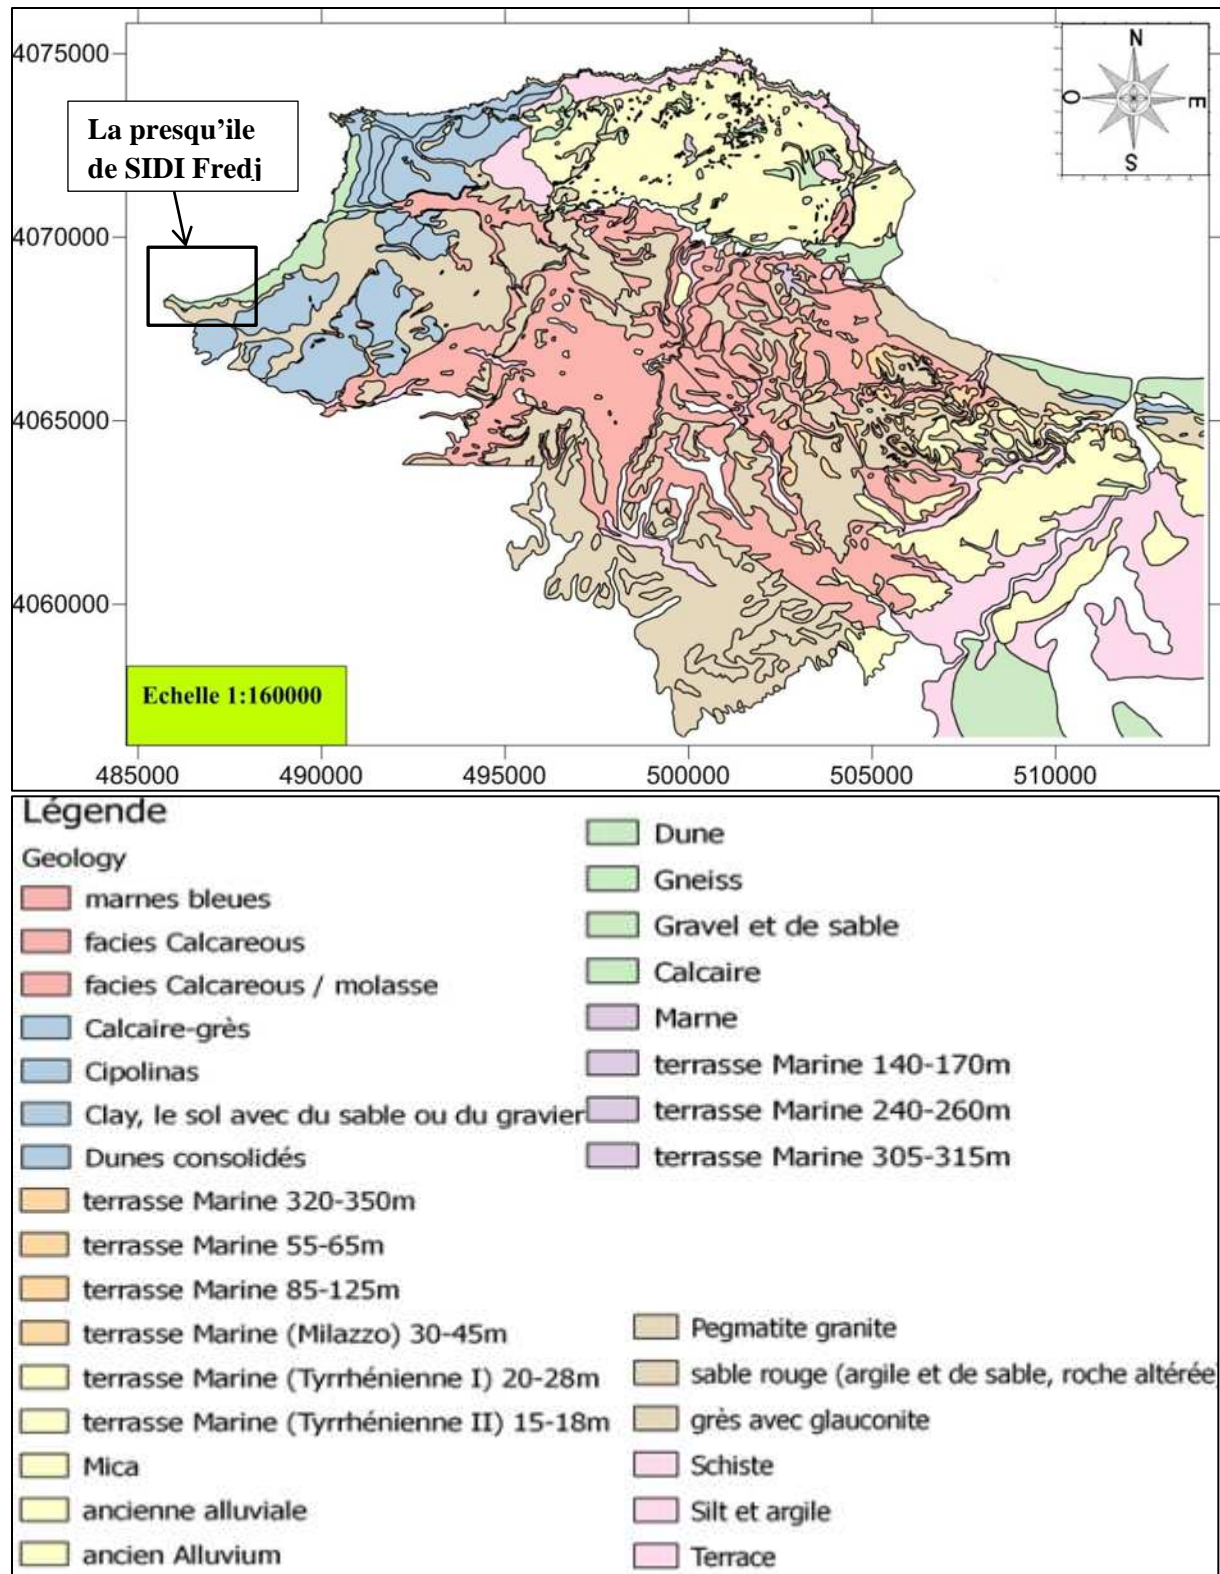 4075000
N
O
E
S
La presqu'ile
de SIDI Fredj
4070000
4065000
4060000
Echelle 1:160000
485000
490000
495000
500000
505000
510000
Légende
Geology
marnes bleues
facies Calcareous
facies Calcareous / molasse
Calcaire-grès
Cipolinas
Clay, le sol avec du sable ou du gravier
Dunes consolidés
terrasse Marine 320-350m
terrasse Marine 55-65m
terrasse Marine 85-125m
terrasse Marine (Milazzo) 30-45m
terrasse Marine (Tyrrhénienne I) 20-28m
terrasse Marine (Tyrrhénienne II) 15-18m
Mica
ancienne alluviale
ancien Alluvium
Dune
Gneiss
Gravel et de sable
Calcaire
Marne
terrasse Marine 140-170m
terrasse Marine 240-260m
terrasse Marine 305-315m
Pegmatite granite
sable rouge (argile et de sable, roche altérée)
grès avec glauconite
Schiste
Silt et argile
Terrace